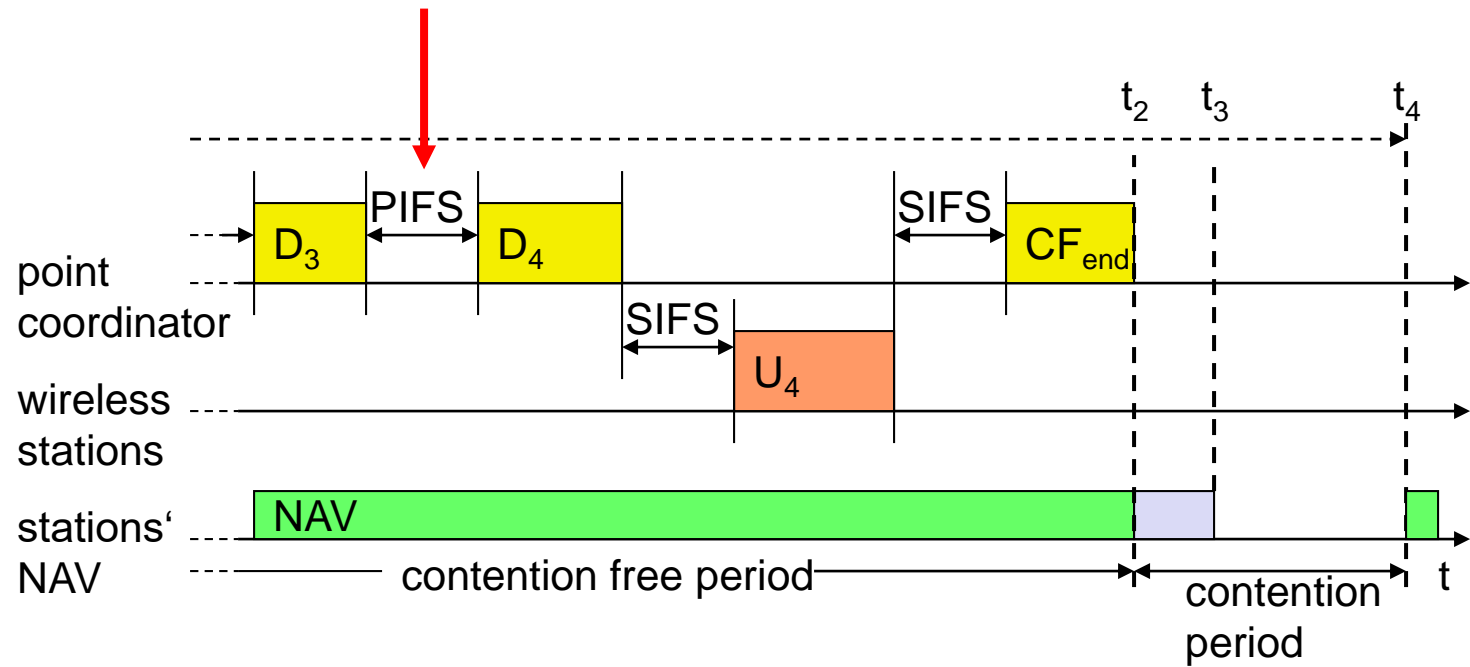 t₂ t₃ t₄
PIFS SIFS
D₃ D₄ CFₑₙd
point
coordinator
SIFS
U₄
wireless
stations
NAV
stations‘
NAV
contention free period t
contention
period